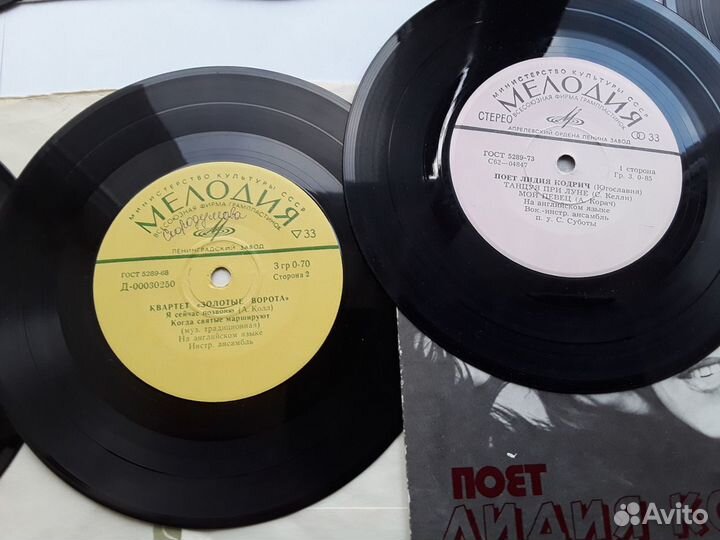 МИНИСТЕРСТВО КУЛЬТУРЫ СССР
МЕЛОДИЯ
ВСЕСОЮЗНАЯ ФИРМА ГРАМПЛАСТИНОК
Стародумова
ЛЕНИНГРАДСКИЙ ЗАВОД
▽33
ГОСТ 5289-68
Д-00030250
3 гр 0-70
Сторона 2
КВАРТЕТ «ЗОЛОТЫЕ ВОРОТА»
Я сейчас позвоню (А. Колл)
Когда святые маршируют
(муз. традиционная)
На английском языке
Инстр. ансамбль
МИНИСТЕРСТВО КУЛЬТУРЫ СССР
МЕЛОДИЯ
ВСЕСОЮЗНАЯ ФИРМА ГРАМПЛАСТИНОК
СТЕРЕО
33
АПРЕЛЕВСКИЙ ОРДЕНА ЛЕНИНА ЗАВОД
ГОСТ 5289-73
С62-04847
1 сторона
Гр. 3. 0-85
ПОЕТ ЛИДИЯ КОДРИЧ (Югославия)
ТАНЦУЯ ПРИ ЛУНЕ (С. Келли)
МОЙ ПЕВЕЦ (А. Корач)
На английском языке
Вок.-инстр. ансамбль
п. у. С. Суботы
ПОЕТ
ЛИДИЯ КО
Avito